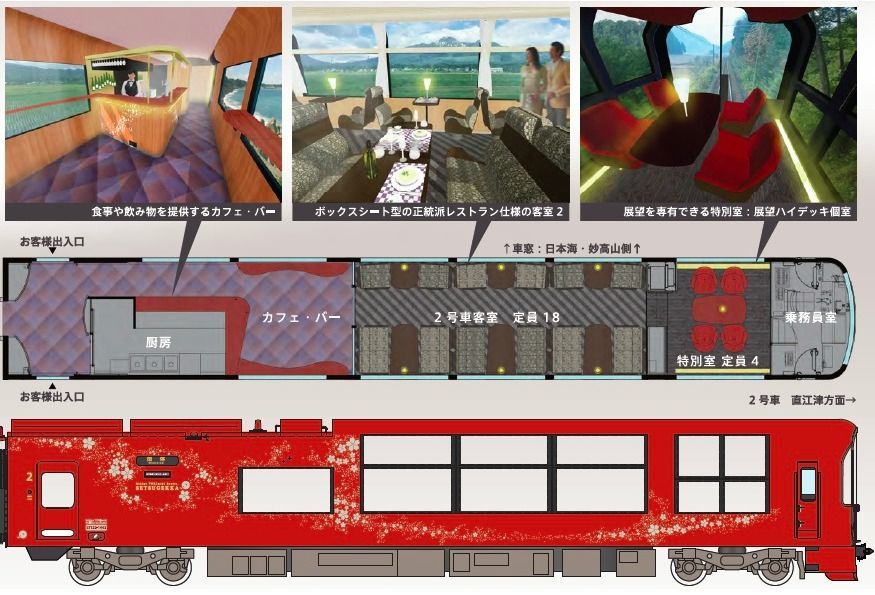 食事や飲み物を提供するカフェ・バー
ボックスシート型の正統派レストラン仕様の客室2
展望を専有できる特別室：展望ハイデッキ個室
お客様出入口
↑車窓：日本海・妙高山側↑
カフェ・バー
2号車客室 定員18
乗務員室
厨房
特別室 定員4
お客様出入口
2号車 直江津方面→
2
SETSUGEKKA